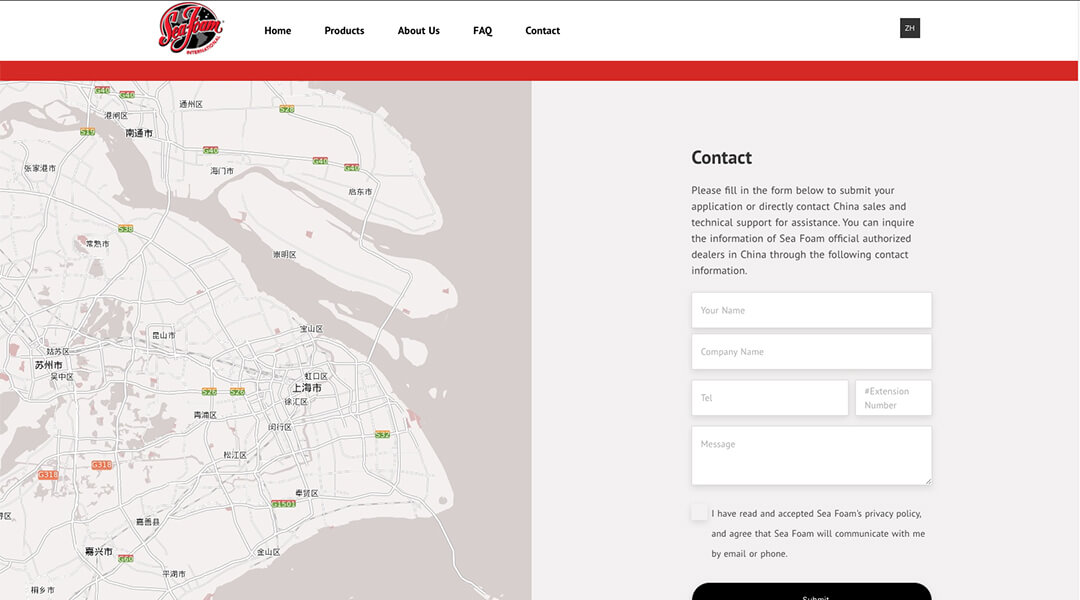 Sea Foam
INTERNATIONAL
Home
Products
About Us
FAQ
Contact
ZH
G40
G40
通州区
S28
港闸区
S19
南通市
G40
G40
G40
张家港市
海门市
启东市
S38
常熟市
崇明区
宝山区
昆山市
姑苏区
苏州市
吴中区
虹口区
上海市
S26
S26
徐汇区
青浦区
闵行区
S32
松江区
G318
G318
奉贤区
G1501
嘉善县
嘉兴市
G60
金山区
平湖市
桐乡市
Contact
Please fill in the form below to submit your
application or directly contact China sales and
technical support for assistance. You can inquire
the information of Sea Foam official authorized
dealers in China through the following contact
information.
Your Name
Company Name
Tel
#Extension
Number
Message
I have read and accepted Sea Foam's privacy policy,
and agree that Sea Foam will communicate with me
by email or phone.
Submit